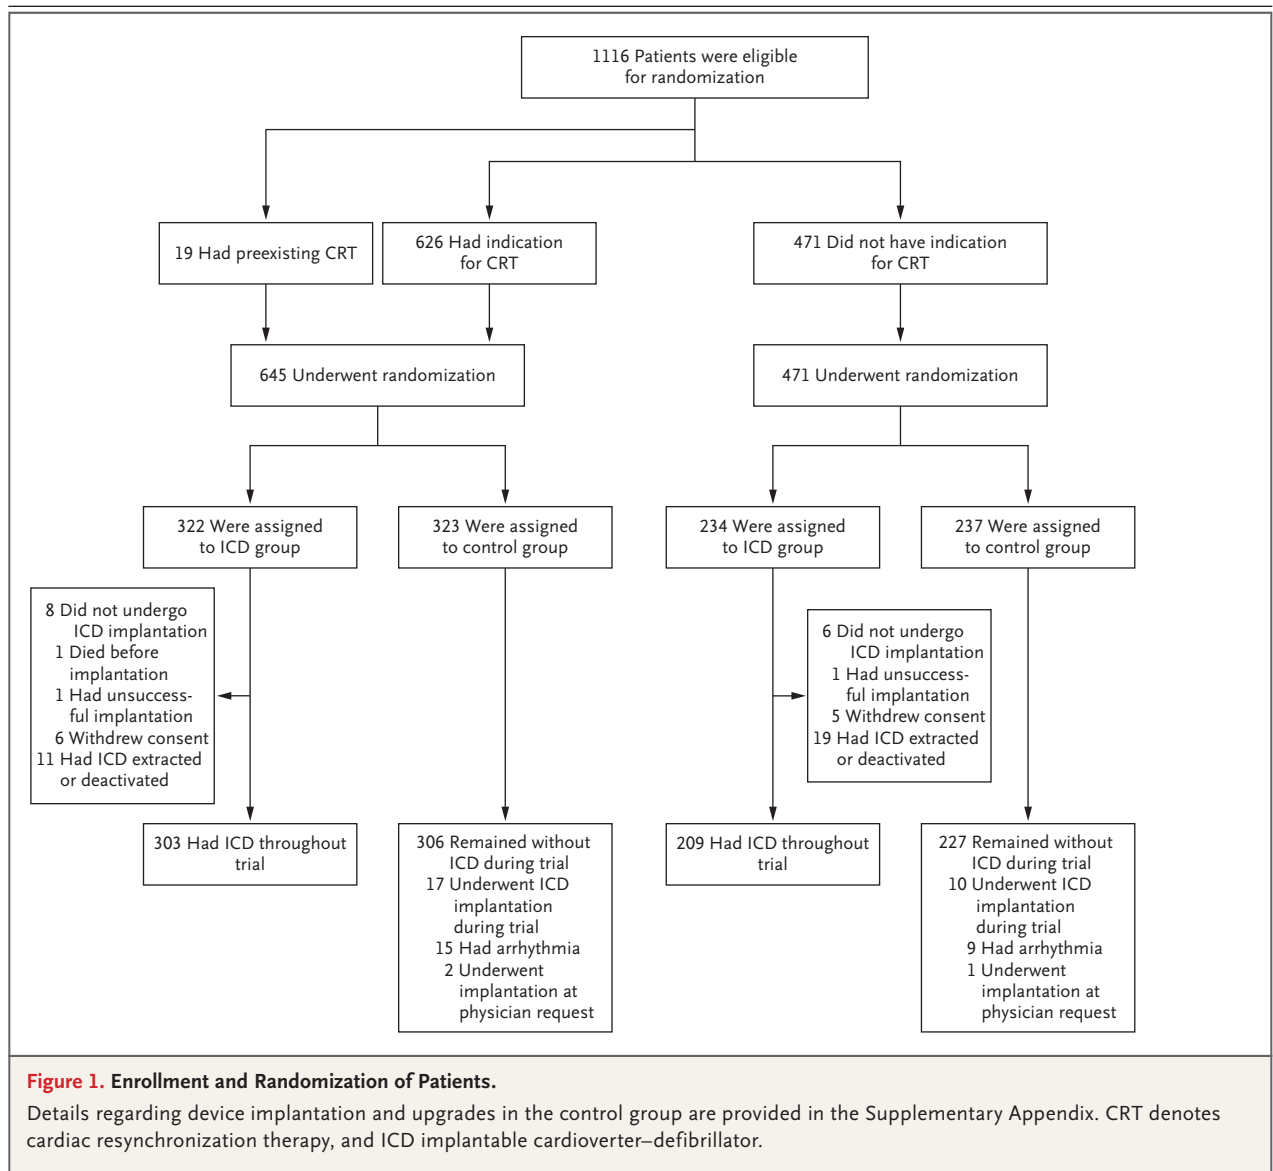 1116 Patients were eligible
for randomization
19 Had preexisting CRT
626 Had indication
for CRT
471 Did not have indication
for CRT
645 Underwent randomization
471 Underwent randomization
322 Were assigned
to ICD group
323 Were assigned
to control group
234 Were assigned
to ICD group
237 Were assigned
to control group
8 Did not undergo
ICD implantation
1 Died before
implantation
1 Had unsuccess-
ful implantation
6 Withdrew consent
11 Had ICD extracted
or deactivated
6 Did not undergo
ICD implantation
1 Had unsuccess-
ful implantation
5 Withdrew consent
19 Had ICD extracted
or deactivated
303 Had ICD throughout
trial
306 Remained without
ICD during trial
17 Underwent ICD
implantation
during trial
15 Had arrhythmia
2 Underwent
implantation at
physician request
209 Had ICD throughout
trial
227 Remained without
ICD during trial
10 Underwent ICD
implantation
during trial
9 Had arrhythmia
1 Underwent
implantation at
physician request
Figure 1. Enrollment and Randomization of Patients.
Details regarding device implantation and upgrades in the control group are provided in the Supplementary Appendix. CRT denotes
cardiac resynchronization therapy, and ICD implantable cardioverter–defibrillator.